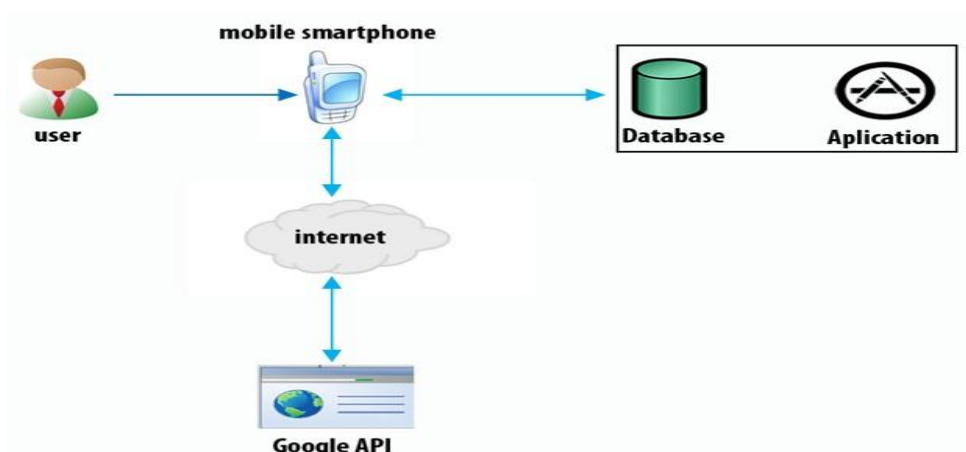 mobile smartphone
user
Database
Aplication
internet
Google API